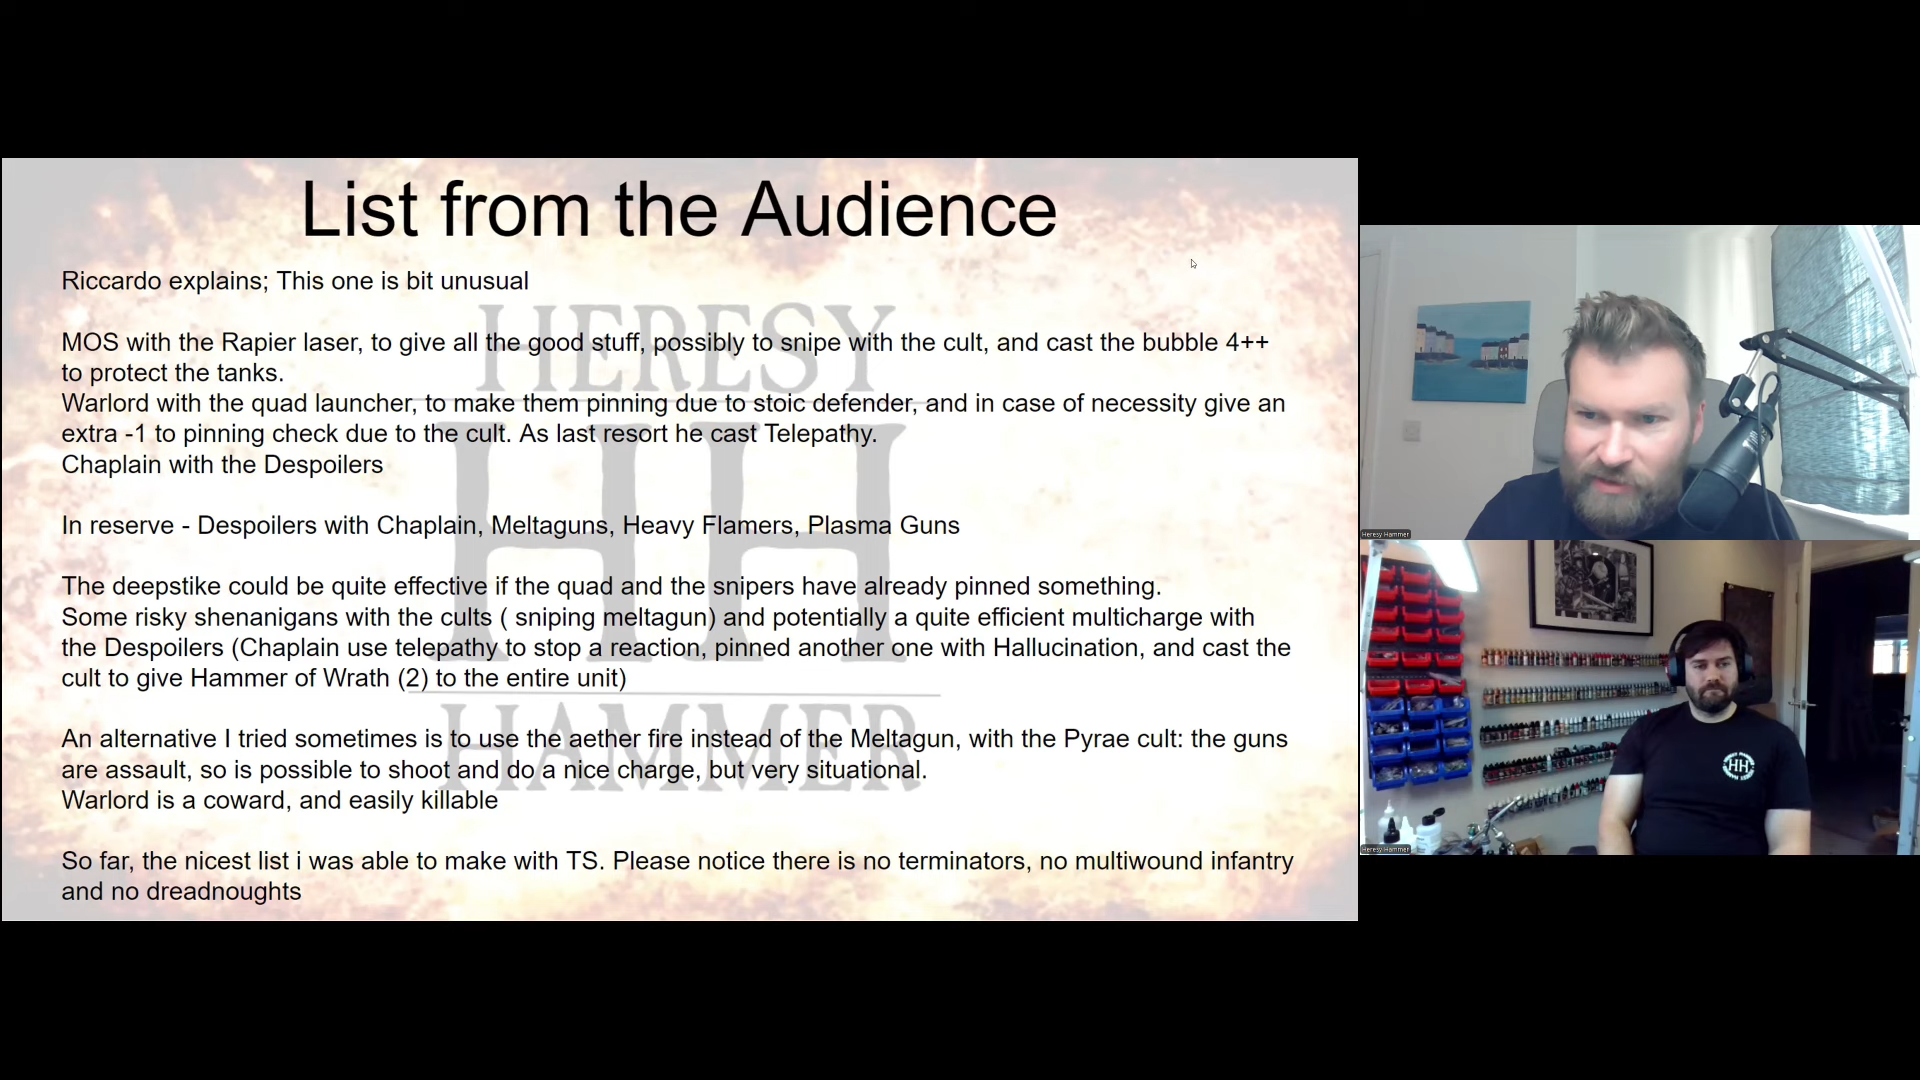 List from the Audience
Riccardo explains; This one is bit unusual
MOS with the Rapier laser, to give all the good stuff, possibly to snipe with the cult, and cast the bubble 4++
to protect the tanks.
Warlord with the quad launcher, to make them pinning due to stoic defender, and in case of necessity give an
extra -1 to pinning check due to the cult. As last resort he cast Telepathy.
Chaplain with the Despoilers
In reserve - Despoilers with Chaplain, Meltaguns, Heavy Flamers, Plasma Guns
The deepstike could be quite effective if the quad and the snipers have already pinned something.
Some risky shenanigans with the cults ( sniping meltagun) and potentially a quite efficient multicharge with
the Despoilers (Chaplain use telepathy to stop a reaction, pinned another one with Hallucination, and cast the
cult to give Hammer of Wrath (2) to the entire unit)
An alternative I tried sometimes is to use the aether fire instead of the Meltagun, with the Pyrae cult: the guns
are assault, so is possible to shoot and do a nice charge, but very situational.
Warlord is a coward, and easily killable
So far, the nicest list i was able to make with TS. Please notice there is no terminators, no multiwound infantry
and no dreadnoughts
HERESY
HH
HAMMER
Heresy Hammer
HH
Heresy Hammer